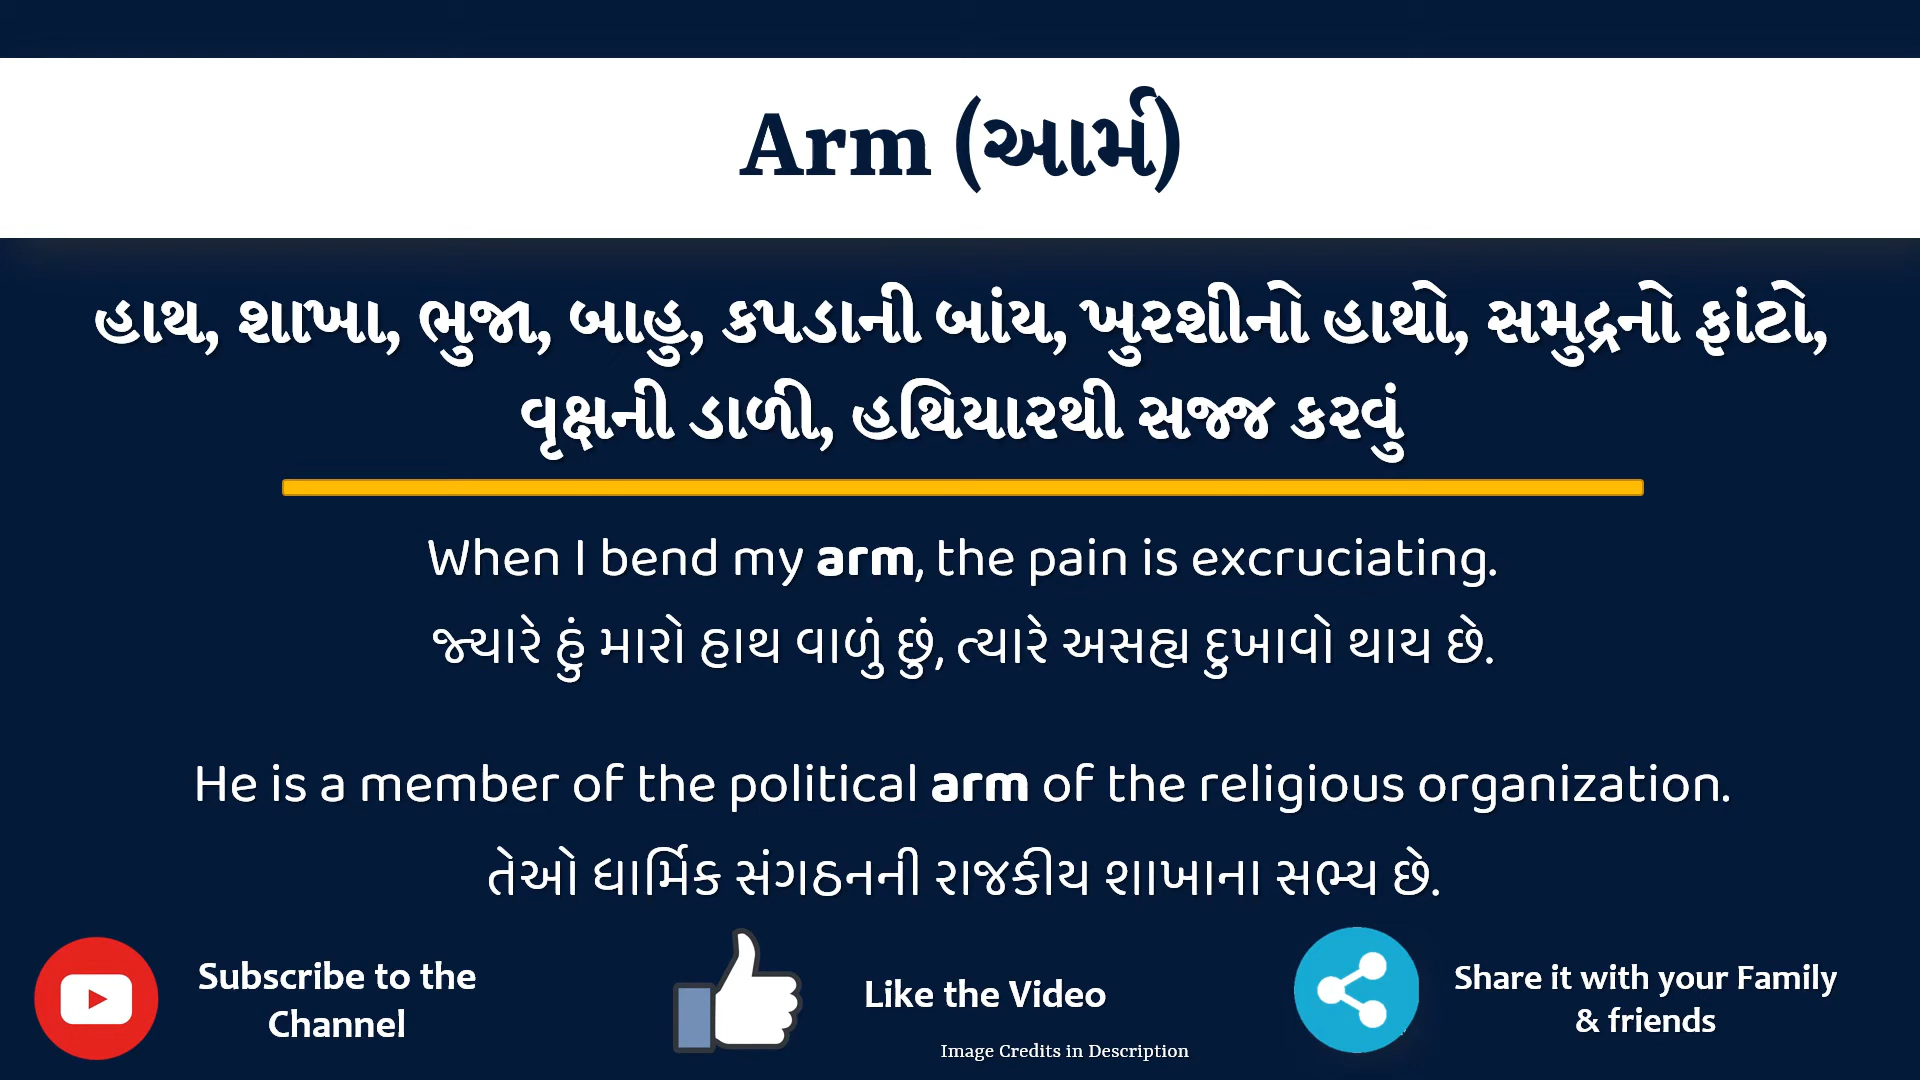 Arm (આર્મ)
હાથ, શાખા, ભુજા, બાહુ, કપડાની બાંય, ખુરશીનો હાથો, સમુદ્રનો ફાંટો,
વૃક્ષની ડાળી, હથિયારથી સજ્જ કરવું
When I bend my arm, the pain is excruciating.
જ્યારે હું મારો હાથ વાળું છું, ત્યારે અસહ્ય દુખાવો થાય છે.
He is a member of the political arm of the religious organization.
તેઓ ધાર્મિક સંગઠનની રાજકીય શાખાના સભ્ય છે.
Subscribe to the
Channel
Like the Video
Share it with your Family
& friends
Image Credits in Description